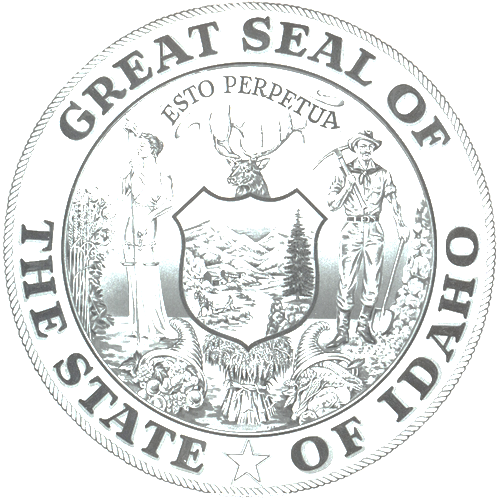 GREAT SEAL OF
THE STATE ☆ OF IDAHO
ESTO PERPETUA